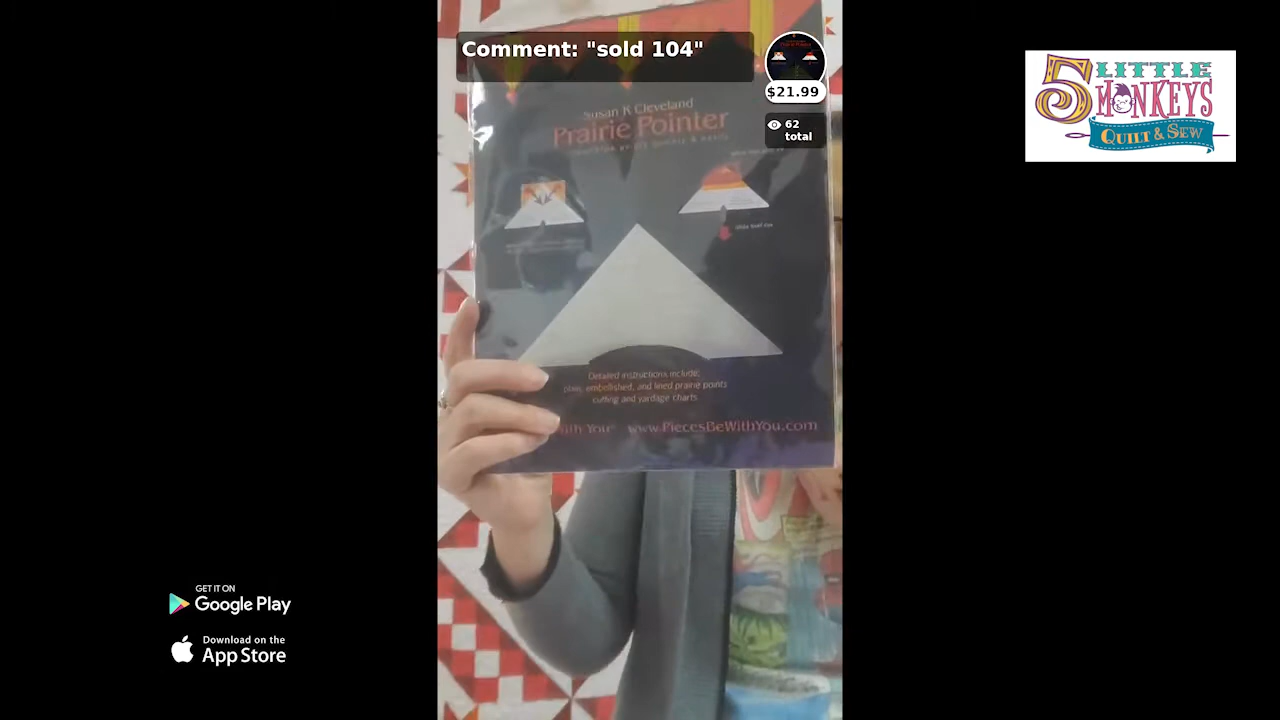 Comment: "sold 104"
$21.99
62
total
5 LITTLE
MONKEYS
QUILT & SEW
Susan K Cleveland
Prairie Pointer
Detailed instructions include:
plain, embellished, and lined prairie points
cutting and yardage charts
With You® www.PiecesBeWithYou.com
GET IT ON
Google Play
Download on the
App Store